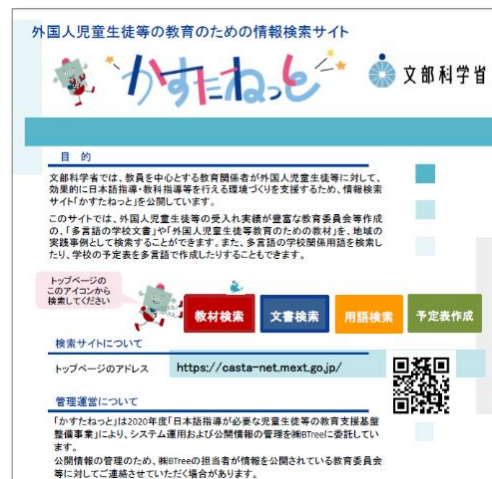 外国人児童生徒等の教育のための情報検索サイト
かすたねっと
文部科学省
目 的
文部科学省では、教員を中心とする教育関係者が外国人児童生徒等に対して、
効果的に日本語指導・教科指導等を行える環境づくりを支援するため、情報検索
サイト「かすたねっと」を公開しています。
このサイトでは、外国人児童生徒等の受入れ実績が豊富な教育委員会等作成
の、「多言語の学校文書」や「外国人児童生徒等教育のための教材」を、地域の
実践事例として検索することができます。また、多言語の学校関係用語を検索し
たり、学校の予定表を多言語で作成したりすることもできます。
トップページの
このアイコンから
検索してください
教材検索
文書検索
用語検索
予定表作成
検索サイトについて
トップページのアドレス https://casta-net.mext.go.jp/
管理運営について
「かすたねっと」は2020年度「日本語指導が必要な児童生徒等の教育支援基盤
整備事業」により、システム運用および公開情報の管理を㈱BTreeに委託してい
ます。
公開情報の管理のため、㈱BTreeの担当者が情報を公開されている教育委員会
等に対してご連絡させていただく場合があります。